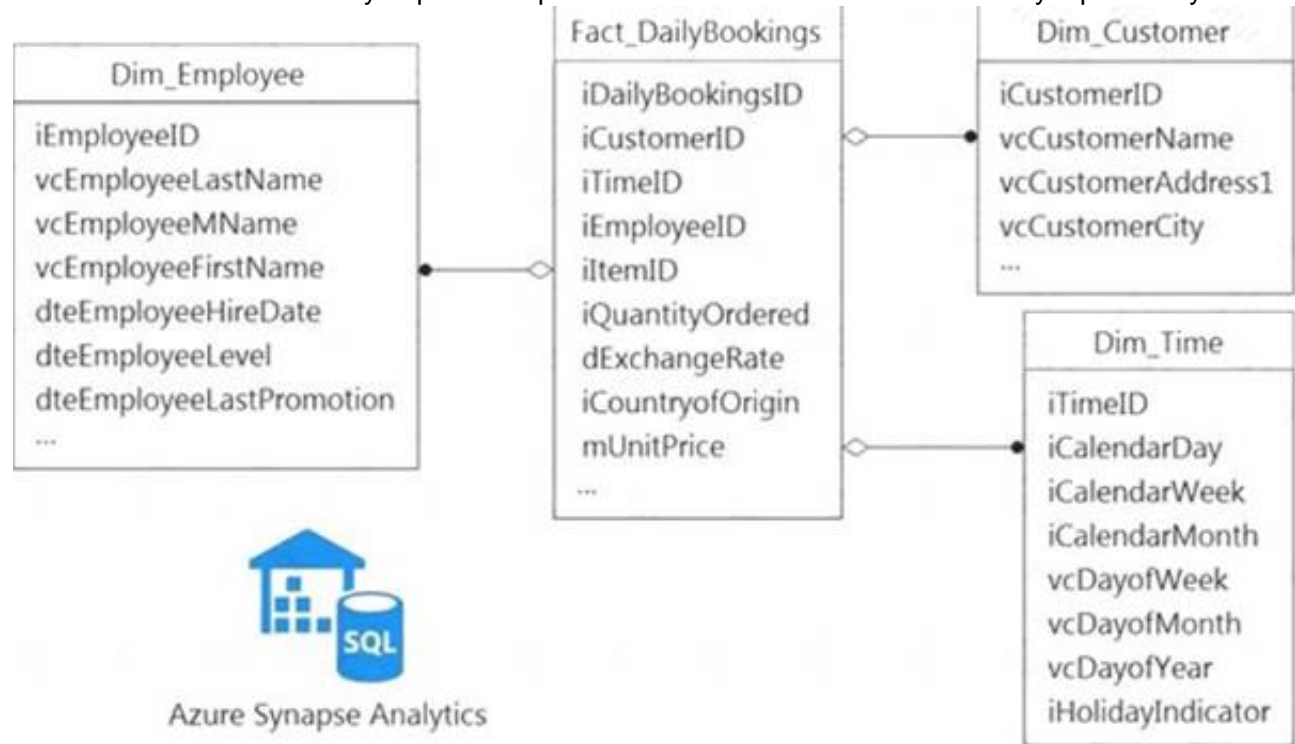 Dim_Employee
iEmployeeID
vcEmployeeLastName
vcEmployeeMName
vcEmployeeFirstName
dteEmployeeHireDate
dteEmployeeLevel
dteEmployeeLastPromotion
...
Fact_DailyBookings
iDailyBookingsID
iCustomerID
iTimeID
iEmployeeID
iItemID
iQuantityOrdered
dExchangeRate
iCountryofOrigin
mUnitPrice
...
Dim_Customer
iCustomerID
vcCustomerName
vcCustomerAddress1
vcCustomerCity
...
Dim_Time
iTimeID
iCalendarDay
iCalendarWeek
iCalendarMonth
vcDayofWeek
vcDayofMonth
vcDayofYear
iHolidayIndicator
SQL
Azure Synapse Analytics